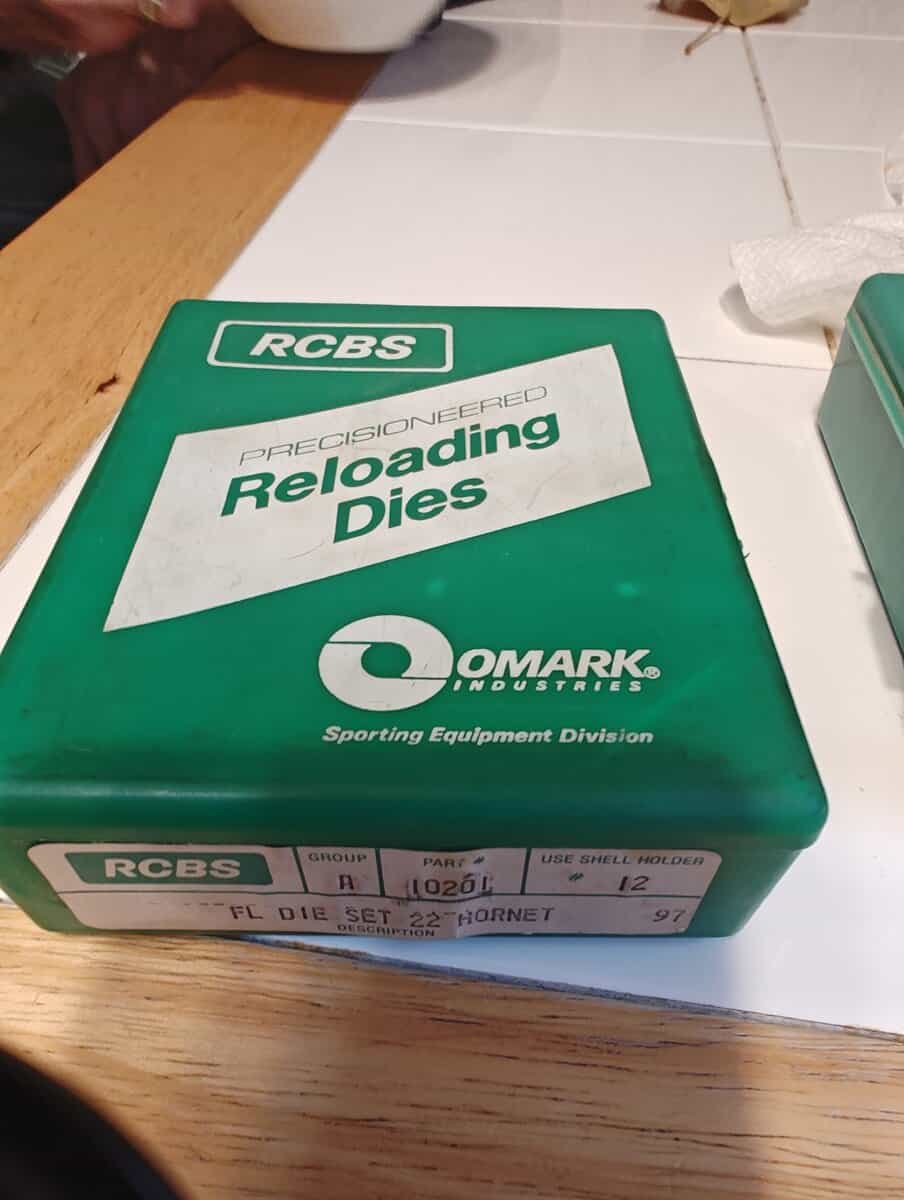 RCBS
PRECISIONEERED
Reloading
Dies
OMARK®
INDUSTRIES
Sporting Equipment Division
RCBS
GROUP
A
PART #
10201
USE SHELL HOLDER
# 12
FL DIE SET 22 HORNET 97
DESCRIPTION